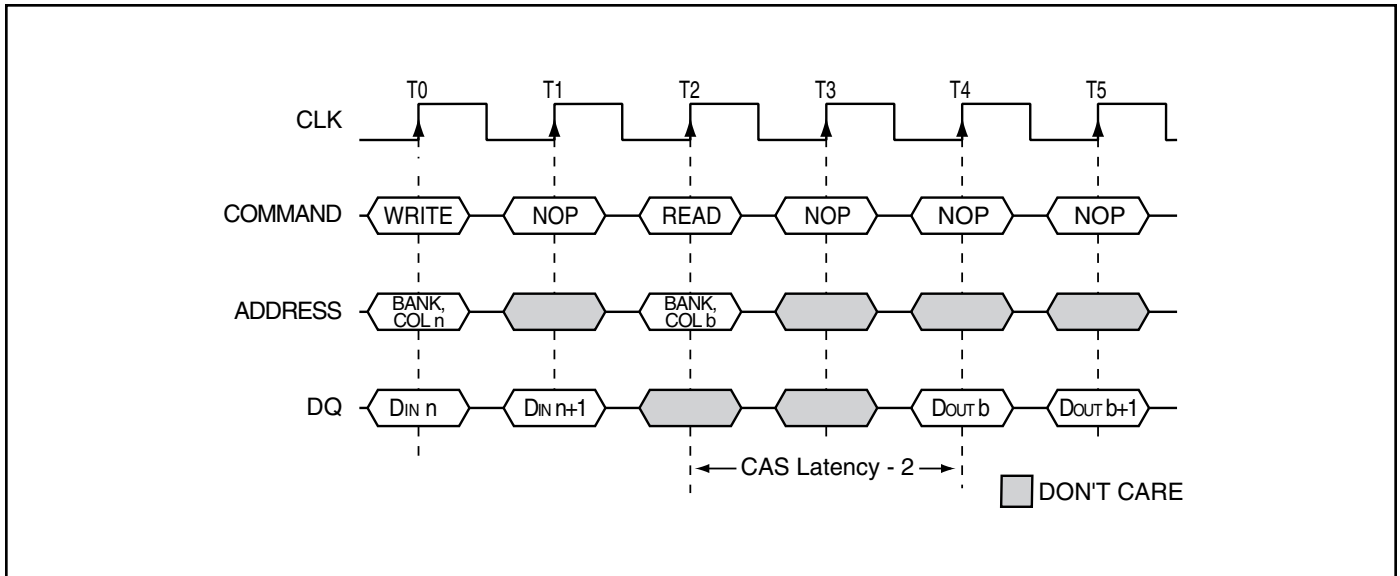 T0 T1 T2 T3 T4 T5
CLK
COMMAND WRITE NOP READ NOP NOP NOP
ADDRESS BANK, COL n BANK, COL b
DQ DIN n DIN n+1 DOUT b DOUT b+1
CAS Latency - 2
DON'T CARE